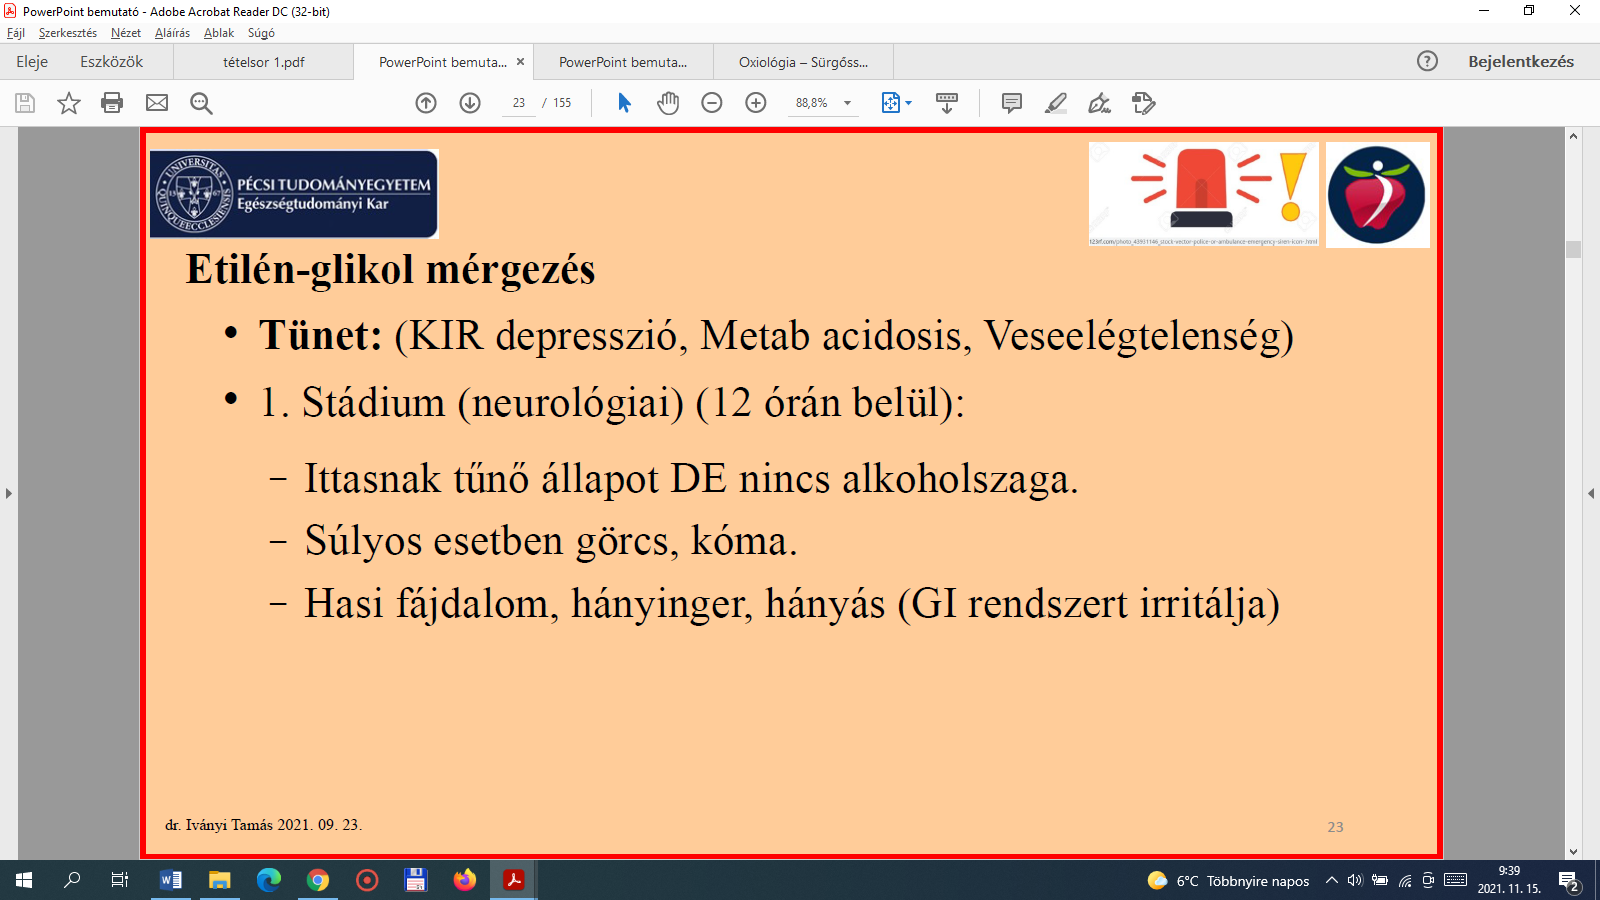 PowerPoint bemutató - Adobe Acrobat Reader DC (32-bit)
Fájl Szerkesztés Nézet Aláírás Ablak Súgó
Eleje Eszközök tételsor 1.pdf PowerPoint bemuta... × PowerPoint bemuta... Oxiológia – Sürgőss... Bejelentkezés
23 / 155 88,8%
UNIVERSITAS QUINQUEECCLESIENSIS
1367
PÉCSI TUDOMÁNYEGYETEM
Egészségtudományi Kar
Etilén-glikol mérgezés
• Tünet: (KIR depresszió, Metab acidosis, Veseelégtelenség)
• 1. Stádium (neurológiai) (12 órán belül):
– Ittasnak tűnő állapot DE nincs alkoholszaga.
– Súlyos esetben görcs, kóma.
– Hasi fájdalom, hányinger, hányás (GI rendszert irritálja)
dr. Iványi Tamás 2021. 09. 23.
23
6°C Többnyire napos
9:39
2021. 11. 15.
2